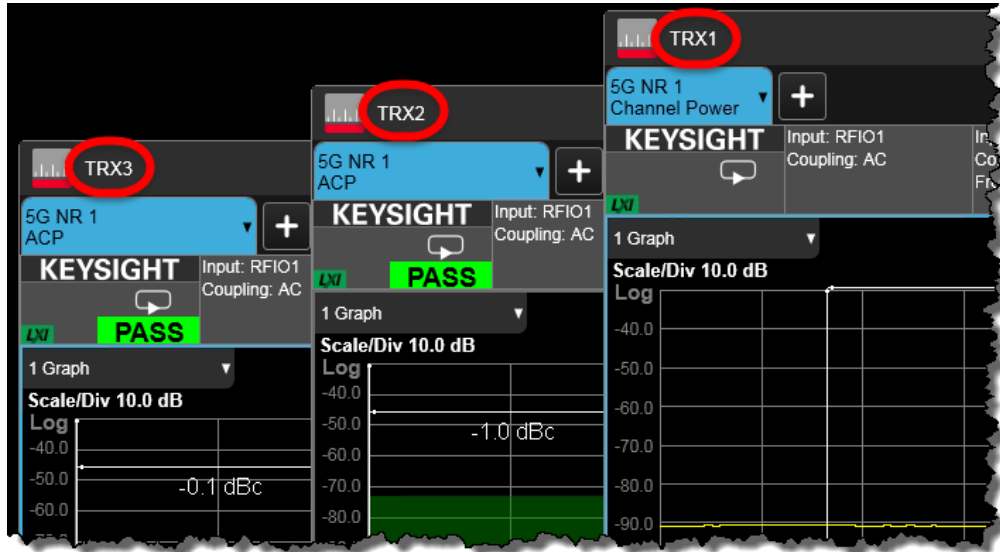 TRX3
5G NR 1
ACP
+
KEYSIGHT
Input: RFIO1
Coupling: AC
LXI
PASS
1 Graph
Scale/Div 10.0 dB
Log
-40.0
-50.0
-0.1 dBc
-60.0
TRX2
5G NR 1
ACP
+
KEYSIGHT
Input: RFIO1
Coupling: AC
LXI
PASS
1 Graph
Scale/Div 10.0 dB
Log
-40.0
-50.0
-1.0 dBc
-60.0
-70.0
-80.0
TRX1
5G NR 1
Channel Power
+
KEYSIGHT
Input: RFIO1
Coupling: AC
LXI
1 Graph
Scale/Div 10.0 dB
Log
-40.0
-50.0
-60.0
-70.0
-80.0
-90.0